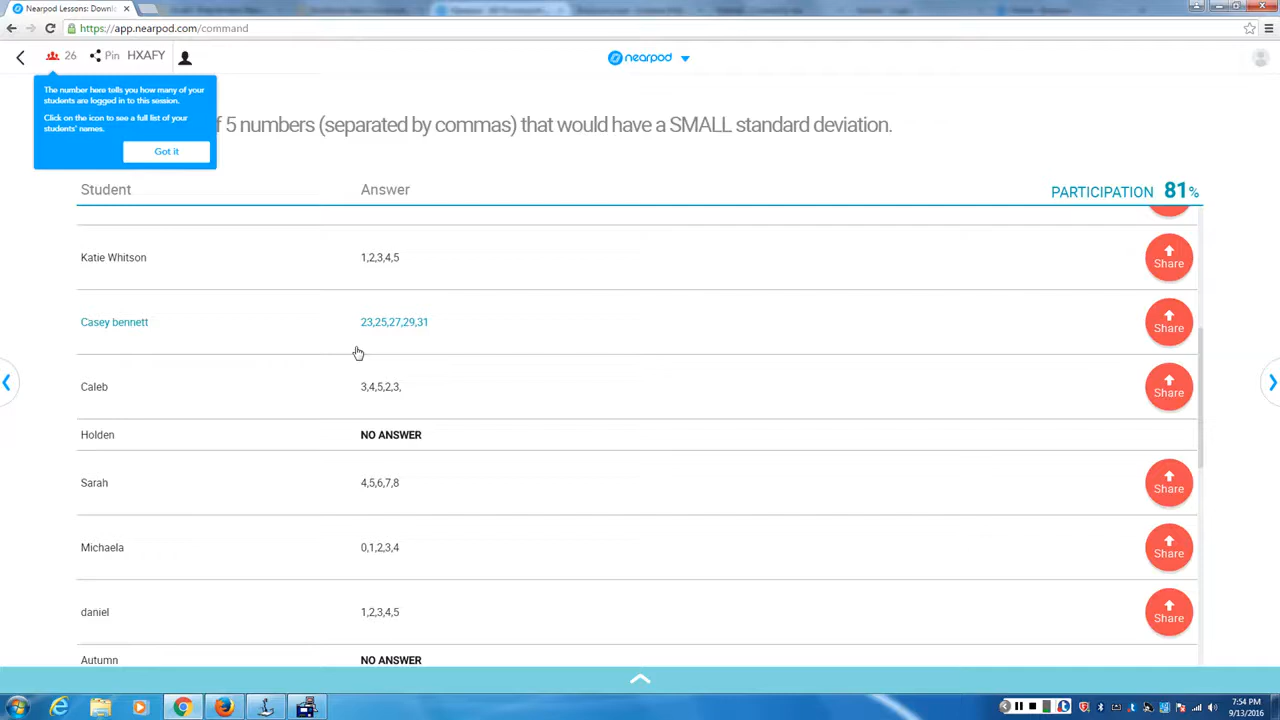 Nearpod Lessons: Downl
https://app.nearpod.com/command
26 Pin HXAFY
nearpod
The number here tells you how many of your
students are logged in to this session.
Click on the icon to see a full list of your
students' names.
Got it
f 5 numbers (separated by commas) that would have a SMALL standard deviation.
Student Answer PARTICIPATION 81%
Katie Whitson 1,2,3,4,5 Share
Casey bennett 23,25,27,29,31 Share
Caleb 3,4,5,2,3, Share
Holden NO ANSWER
Sarah 4,5,6,7,8 Share
Michaela 0,1,2,3,4 Share
daniel 1,2,3,4,5 Share
Autumn NO ANSWER
7:54 PM
9/13/2016